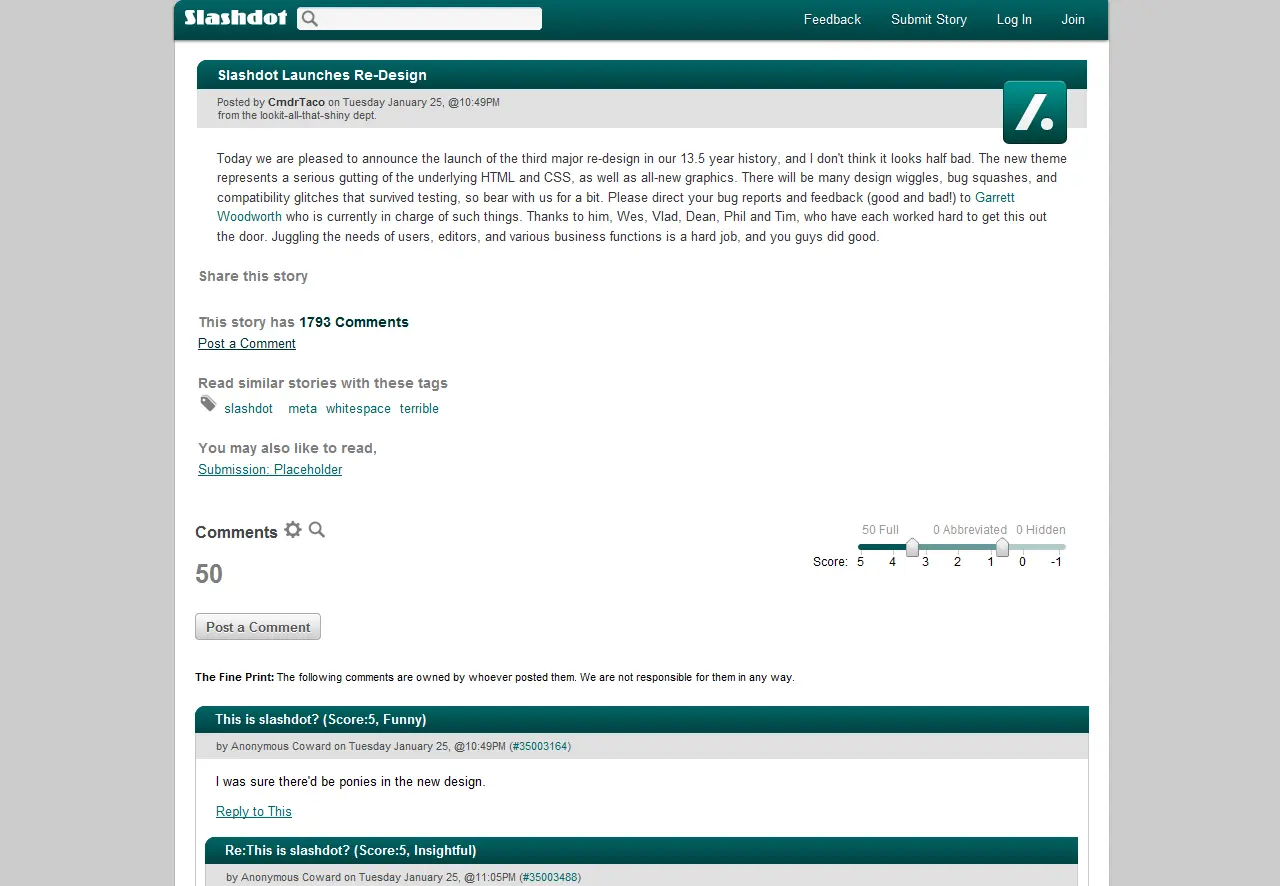 Slashdot
Feedback Submit Story Log In Join
Slashdot Launches Re-Design
Posted by CmdrTaco on Tuesday January 25, @10:49PM
from the lookit-all-that-shiny dept.
Today we are pleased to announce the launch of the third major re-design in our 13.5 year history, and I don't think it looks half bad. The new theme
represents a serious gutting of the underlying HTML and CSS, as well as all-new graphics. There will be many design wiggles, bug squashes, and
compatibility glitches that survived testing, so bear with us for a bit. Please direct your bug reports and feedback (good and bad!) to Garrett
Woodworth who is currently in charge of such things. Thanks to him, Wes, Vlad, Dean, Phil and Tim, who have each worked hard to get this out
the door. Juggling the needs of users, editors, and various business functions is a hard job, and you guys did good.
Share this story
This story has 1793 Comments
Post a Comment
Read similar stories with these tags
slashdot meta whitespace terrible
You may also like to read,
Submission: Placeholder
Comments
50 Full 0 Abbreviated 0 Hidden
Score: 5 4 3 2 1 0 -1
50
Post a Comment
The Fine Print: The following comments are owned by whoever posted them. We are not responsible for them in any way.
This is slashdot? (Score:5, Funny)
by Anonymous Coward on Tuesday January 25, @10:49PM (#35003164)
I was sure there'd be ponies in the new design.
Reply to This
Re:This is slashdot? (Score:5, Insightful)
by Anonymous Coward on Tuesday January 25, @11:05PM (#35003488)